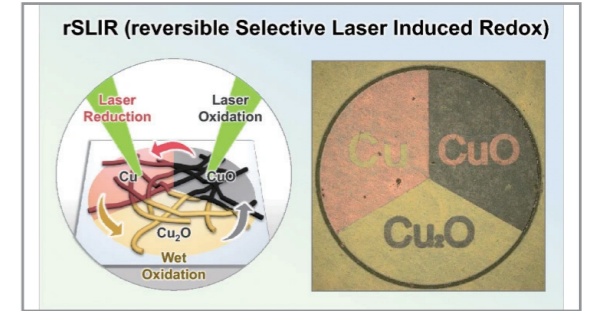 rSLIR (reversible Selective Laser Induced Redox)
Laser
Reduction
Laser
Oxidation
Cu
CuO
Cu₂O
Wet
Oxidation
Cu
CuO
Cu₂O